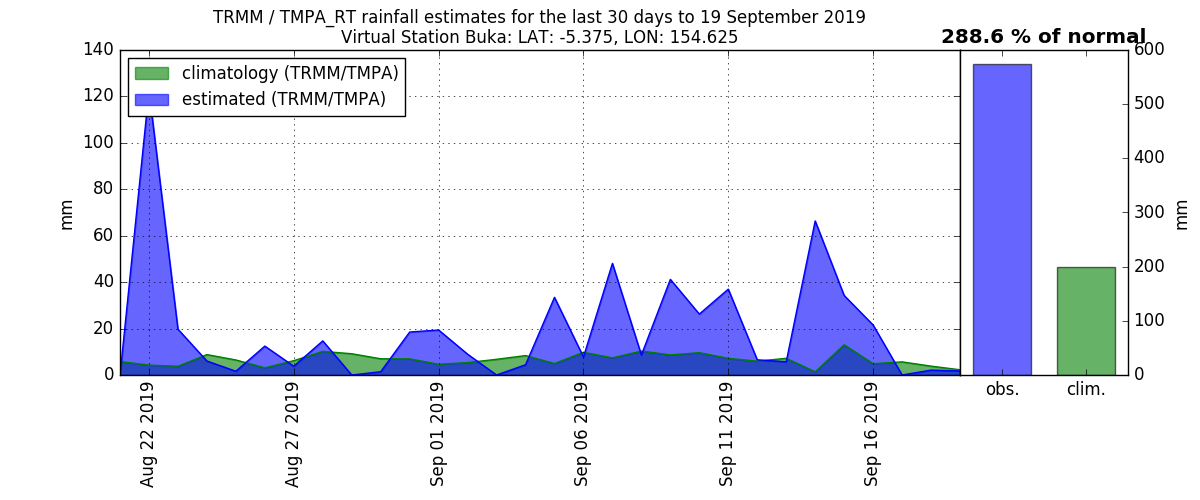 TRMM / TMPA_RT rainfall estimates for the last 30 days to 19 September 2019
Virtual Station Buka: LAT: -5.375, LON: 154.625
288.6 % of normal
climatology (TRMM/TMPA)
estimated (TRMM/TMPA)
140
120
100
80
60
40
20
0
mm
Aug 22 2019
Aug 27 2019
Sep 01 2019
Sep 06 2019
Sep 11 2019
Sep 16 2019
600
500
400
300
200
100
0
mm
obs.
clim.